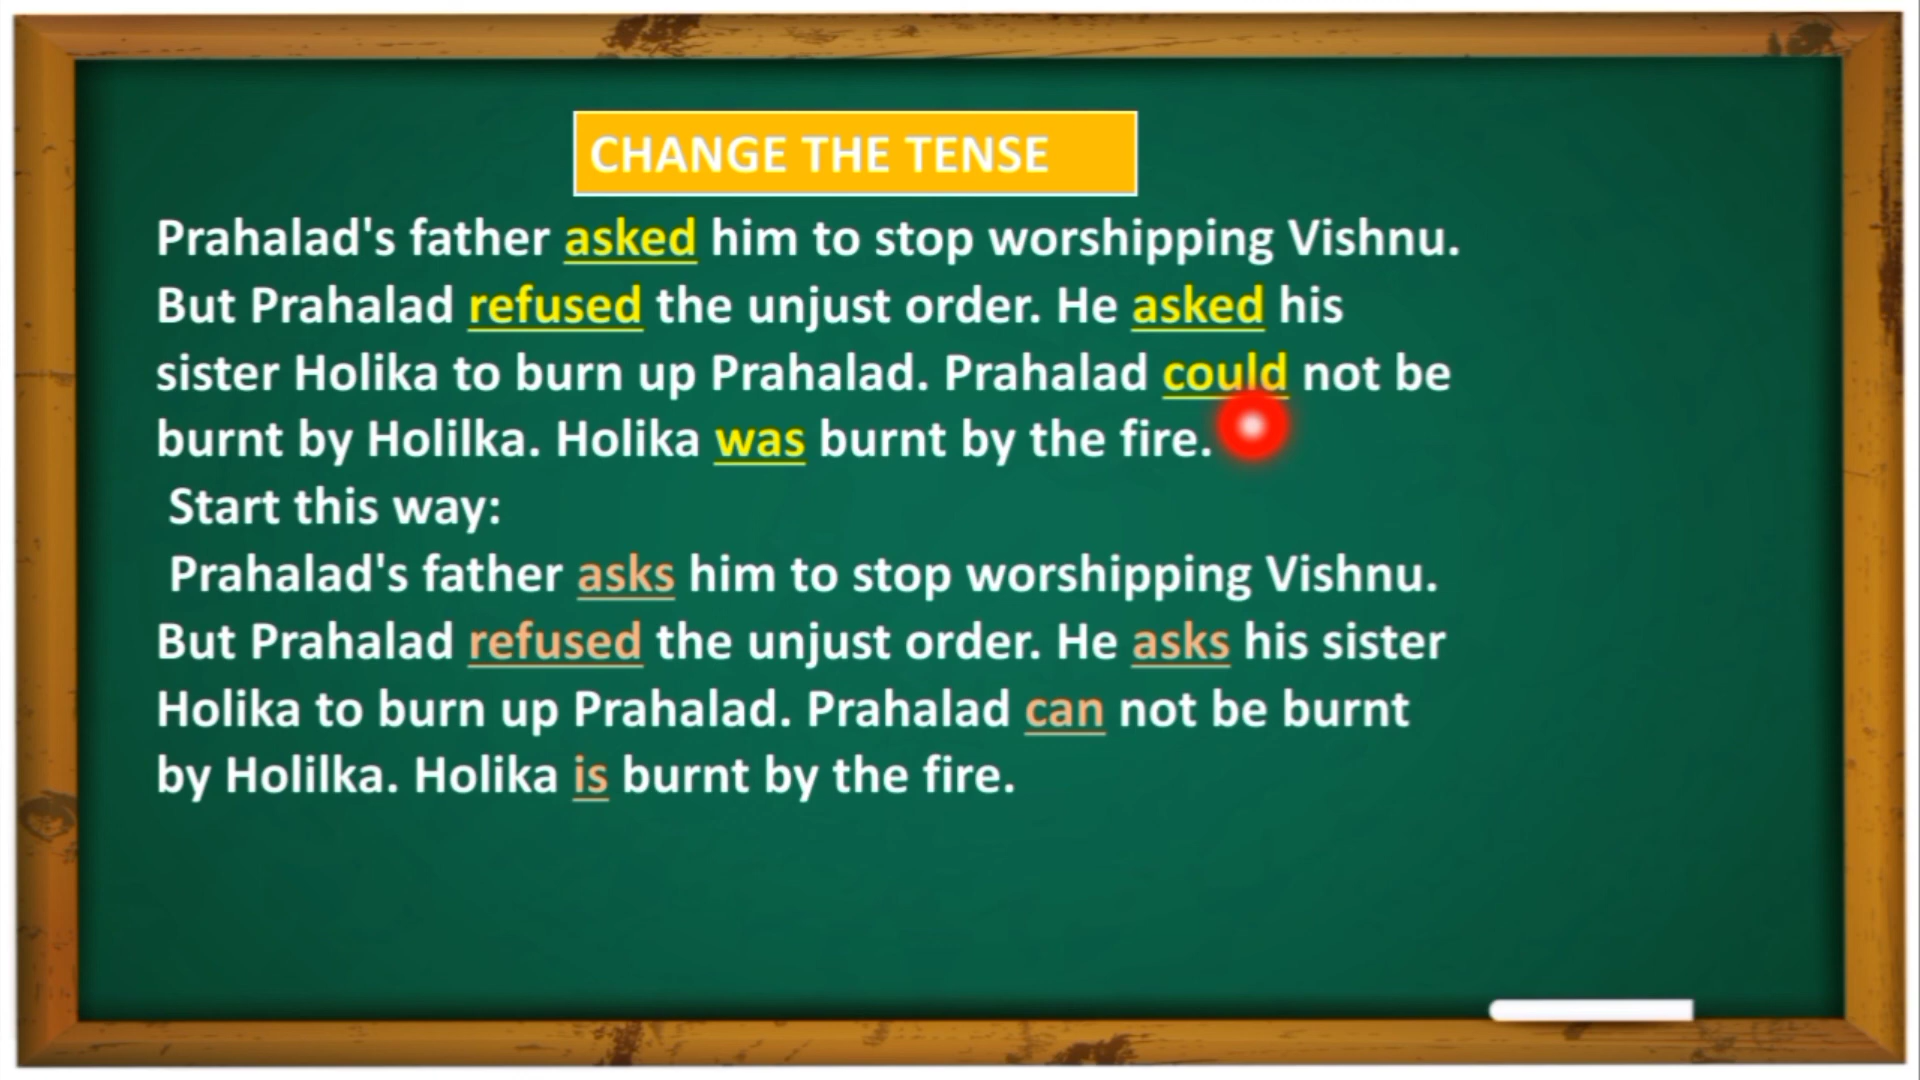 CHANGE THE TENSE
Prahalad's father asked him to stop worshipping Vishnu.
But Prahalad refused the unjust order. He asked his
sister Holika to burn up Prahalad. Prahalad could not be
burnt by Holilka. Holika was burnt by the fire.
Start this way:
Prahalad's father asks him to stop worshipping Vishnu.
But Prahalad refused the unjust order. He asks his sister
Holika to burn up Prahalad. Prahalad can not be burnt
by Holilka. Holika is burnt by the fire.